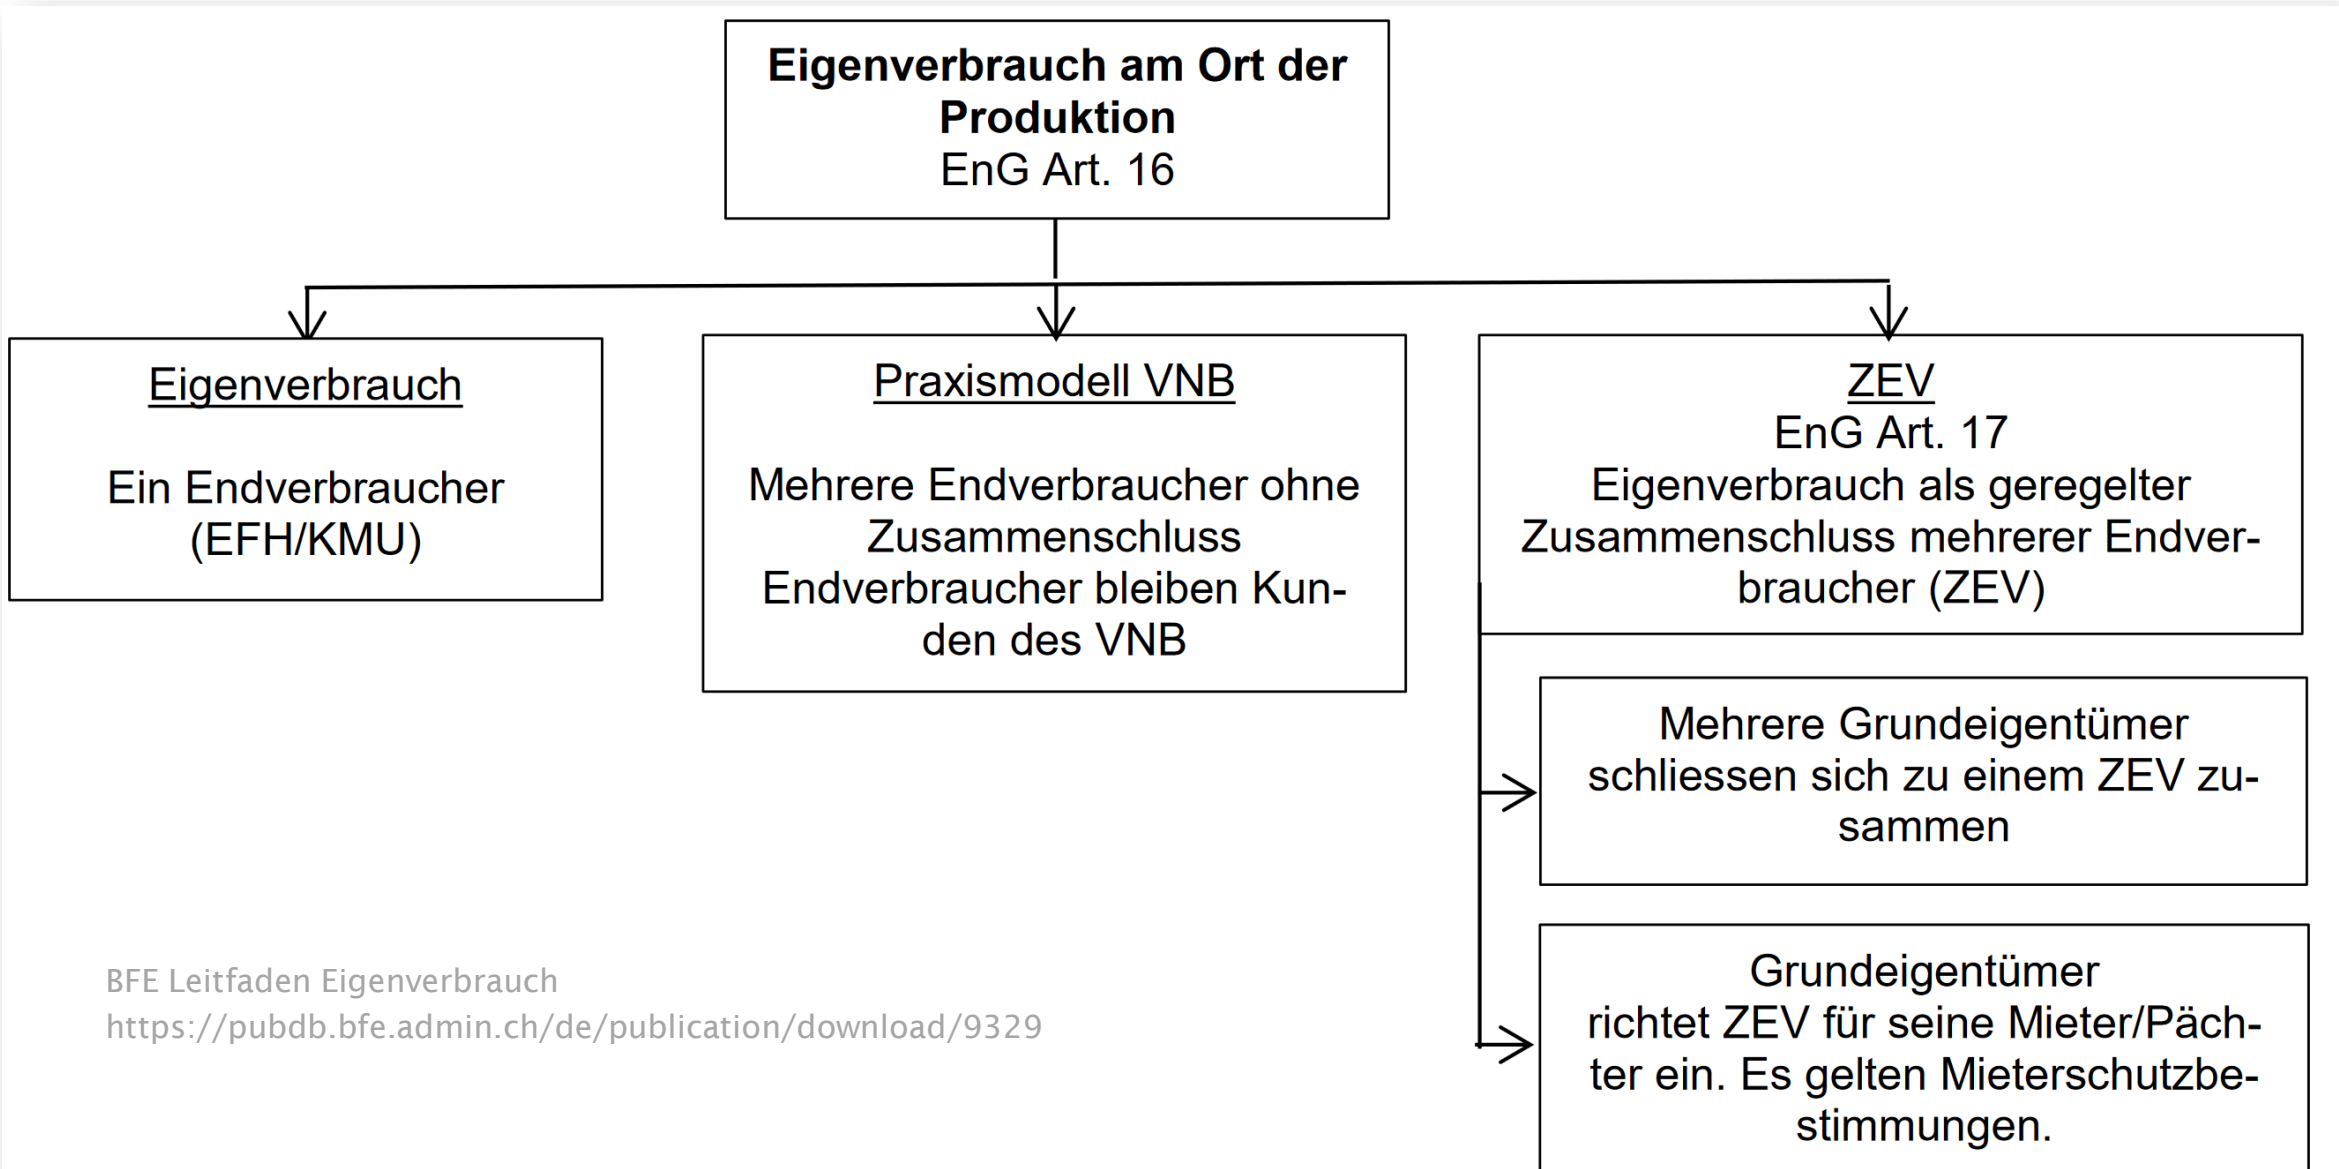 Eigenverbrauch am Ort der
Produktion
EnG Art. 16
Eigenverbrauch
Ein Endverbraucher
(EFH/KMU)
Praxismodell VNB
Mehrere Endverbraucher ohne
Zusammenschluss
Endverbraucher bleiben Kun-
den des VNB
ZEV
EnG Art. 17
Eigenverbrauch als geregelter
Zusammenschluss mehrerer Endver-
braucher (ZEV)
Mehrere Grundeigentümer
schliessen sich zu einem ZEV zu-
sammen
Grundeigentümer
richtet ZEV für seine Mieter/Päch-
ter ein. Es gelten Mieterschutzbe-
stimmungen.
BFE Leitfaden Eigenverbrauch
https://pubdb.bfe.admin.ch/de/publication/download/9329